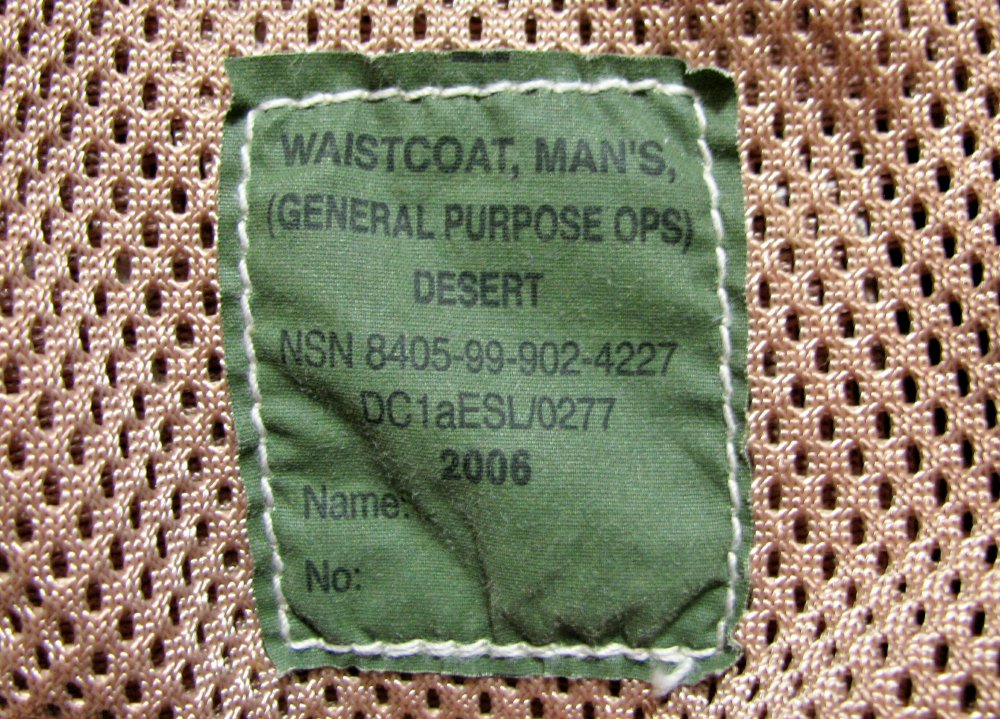 WAISTCOAT, MAN'S,
(GENERAL PURPOSE OPS)
DESERT
NSN 8405-99-902-4227
DC1aESL/0277
2006
Name:
No: